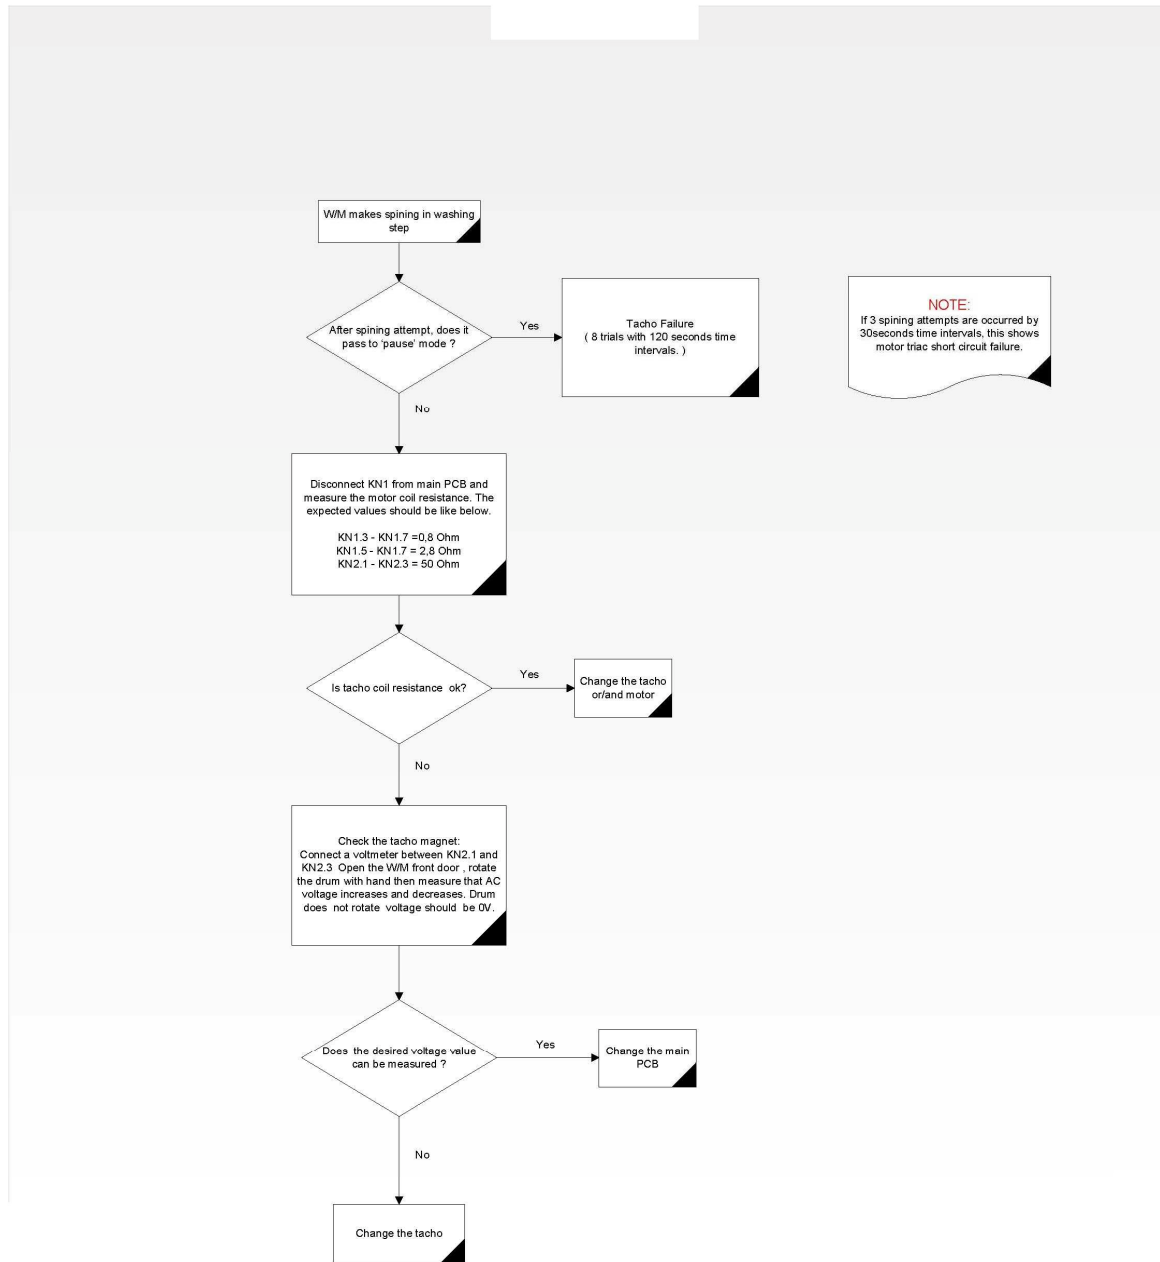 W/M makes spining in washing
step
After spining attempt, does it
pass to ‘pause’ mode ?
Yes
Tacho Failure
( 8 trials with 120 seconds time
intervals. )
NOTE:
If 3 spining attempts are occurred by
30seconds time intervals, this shows
motor triac short circuit failure.
No
Disconnect KN1 from main PCB and
measure the motor coil resistance. The
expected values should be like below.
KN1.3 - KN1.7 =0,8 Ohm
KN1.5 - KN1.7 = 2,8 Ohm
KN2.1 - KN2.3 = 50 Ohm
Is tacho coil resistance ok?
Yes
Change the tacho
or/and motor
No
Check the tacho magnet:
Connect a voltmeter between KN2.1 and
KN2.3 Open the W/M front door , rotate
the drum with hand then measure that AC
voltage increases and decreases. Drum
does not rotate voltage should be 0V.
Does the desired voltage value
can be measured ?
Yes
Change the main
PCB
No
Change the tacho